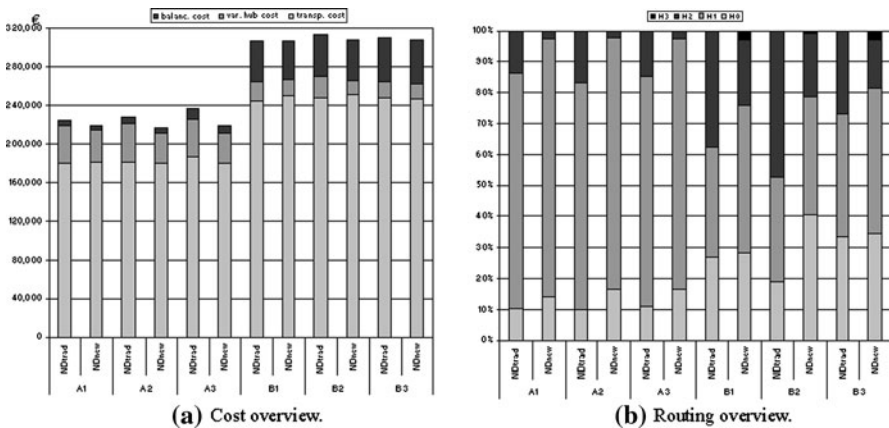 €
balanc. cost var. hub cost transp. cost
320,000
280,000
240,000
200,000
160,000
120,000
80,000
40,000
0
NDtrad NDnew NDtrad NDnew NDtrad NDnew NDtrad NDnew NDtrad NDnew NDtrad NDnew
A1 A2 A3 B1 B2 B3
(a) Cost overview.
H3 H2 H1 H0
100%
90%
80%
70%
60%
50%
40%
30%
20%
10%
0%
NDtrad NDnew NDtrad NDnew NDtrad NDnew NDtrad NDnew NDtrad NDnew NDtrad NDnew
A1 A2 A3 B1 B2 B3
(b) Routing overview.